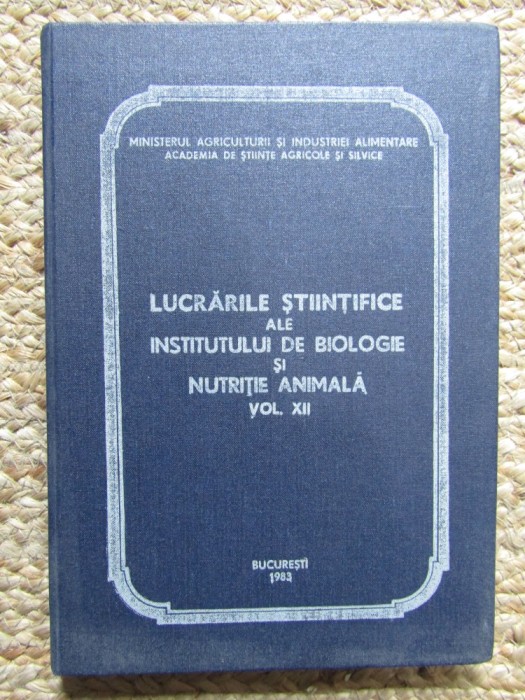 MINISTERUL AGRICULTURII ȘI INDUSTRIEI ALIMENTARE
ACADEMIA DE ȘTIINȚE AGRICOLE ȘI SILVICE
LUCRĂRILE ȘTIINȚIFICE
ALE
INSTITUTULUI DE BIOLOGIE
ȘI
NUTRIȚIE ANIMALĂ
VOL. XII
BUCUREȘTI
1983